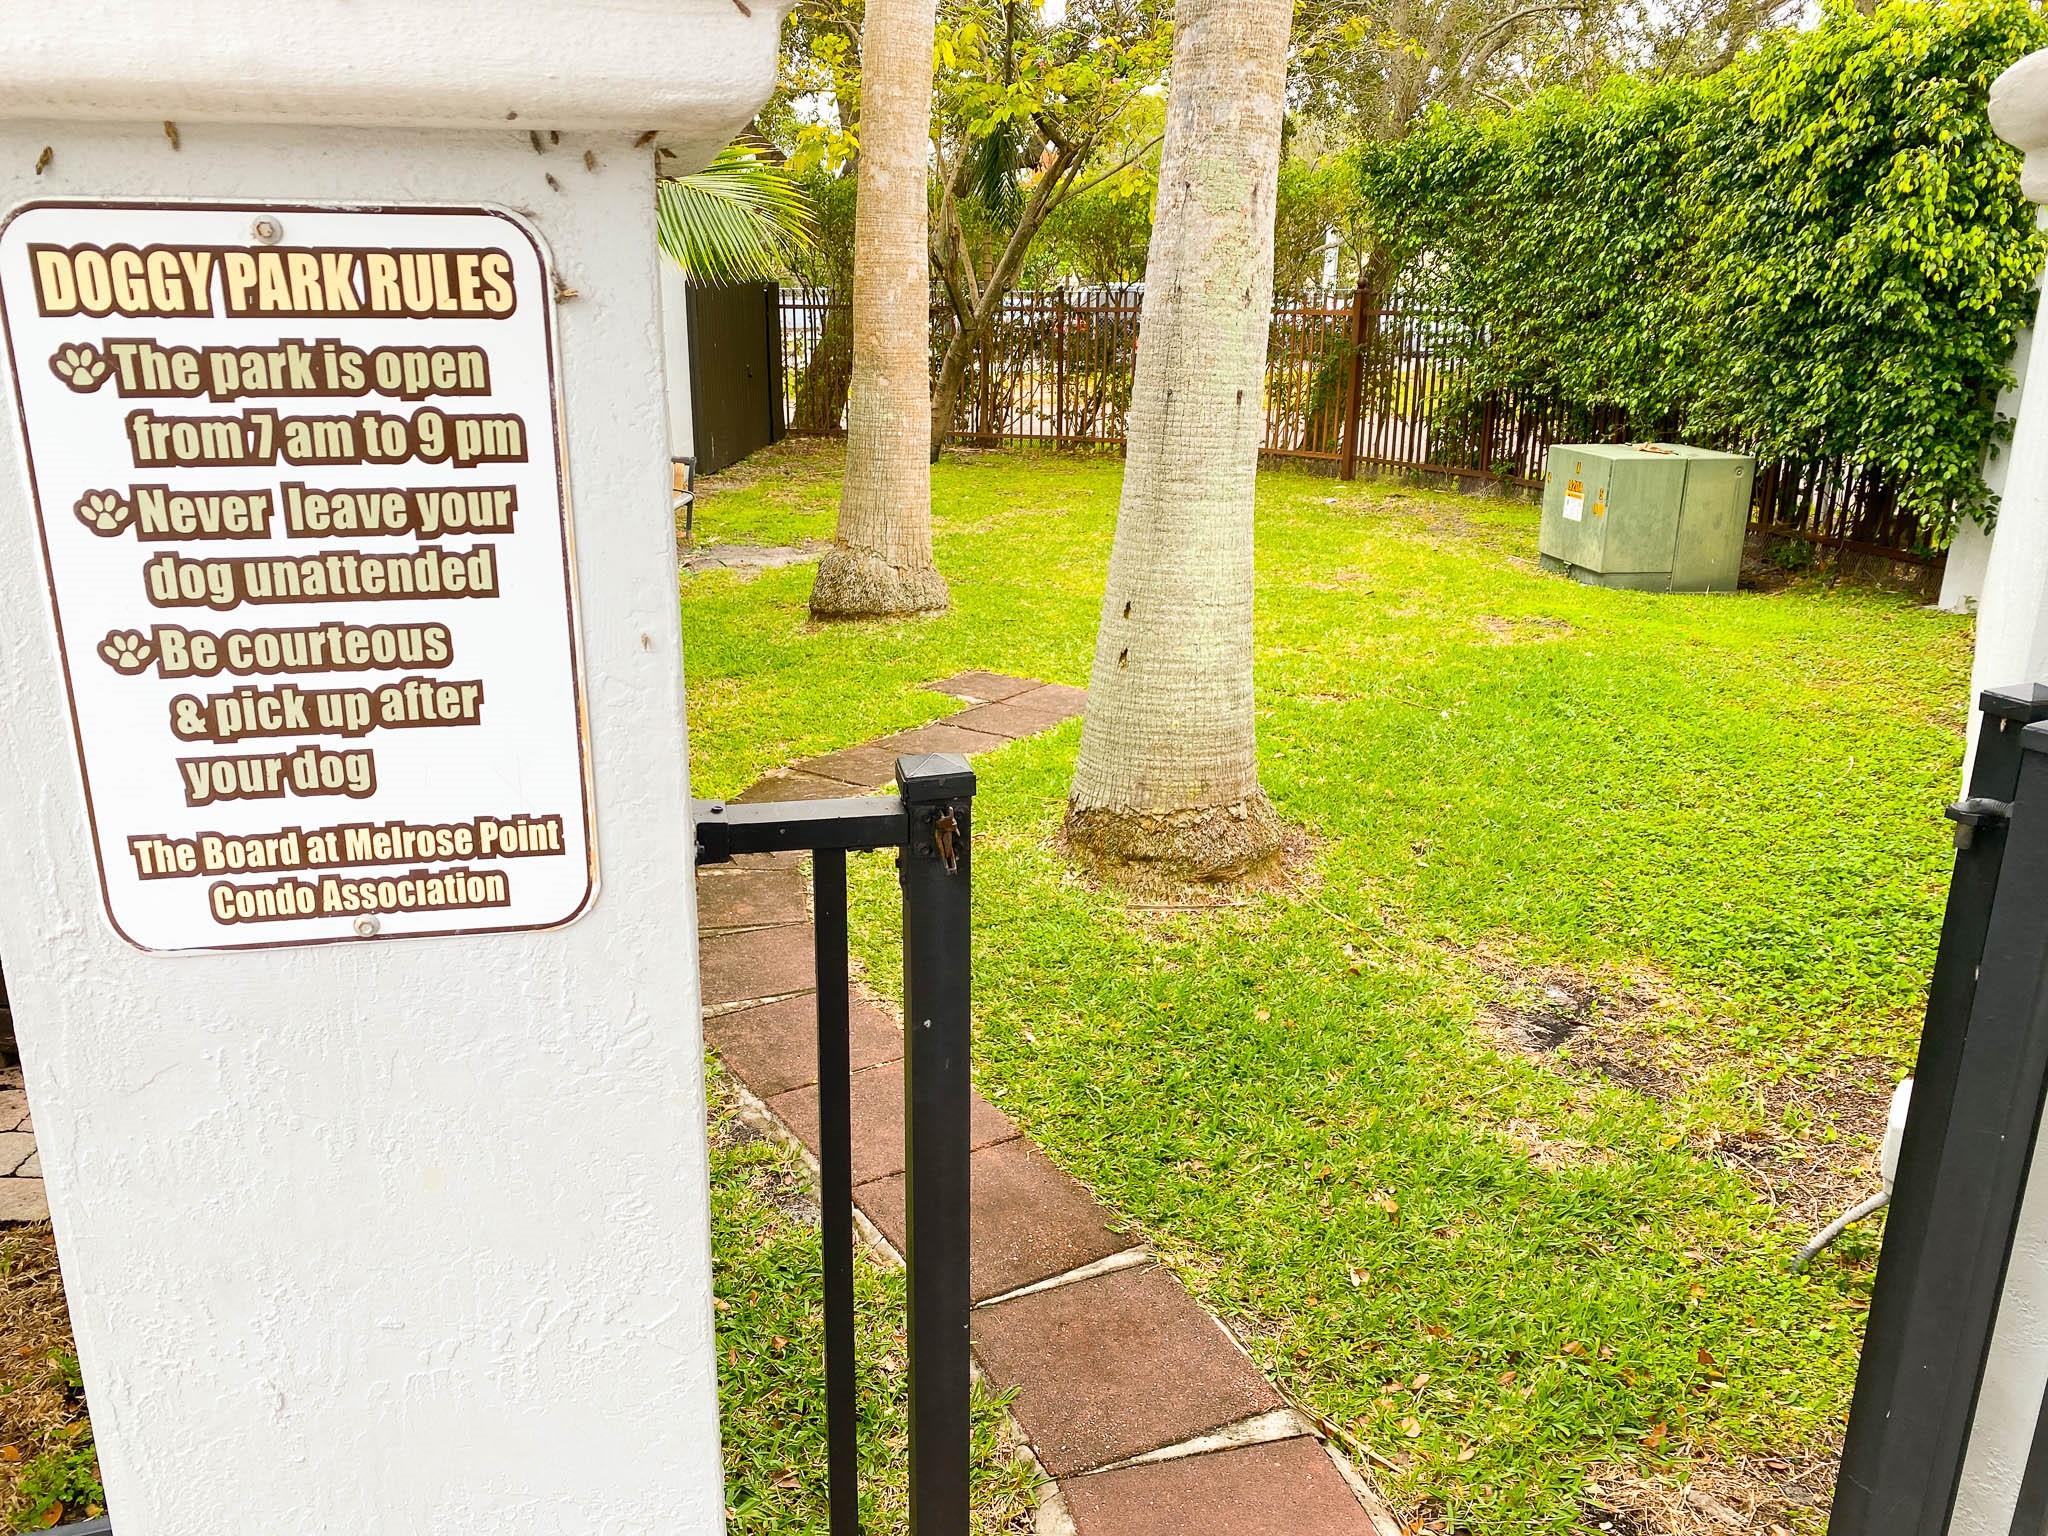 DOGGY PARK RULES
The park is open
from 7 am to 9 pm
Never leave your
dog unattended
Be courteous
& pick up after
your dog
The Board at Melrose Point
Condo Association